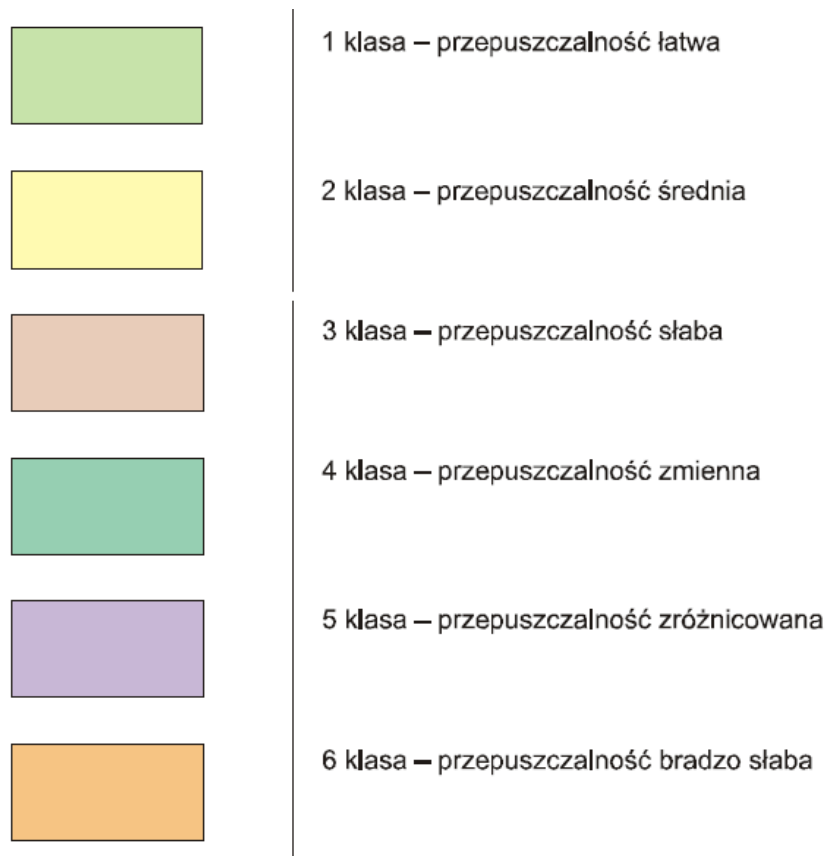 1 klasa – przepuszczalność łatwa
2 klasa – przepuszczalność średnia
3 klasa – przepuszczalność słaba
4 klasa – przepuszczalność zmienna
5 klasa – przepuszczalność zróżnicowana
6 klasa – przepuszczalność bradzo słaba